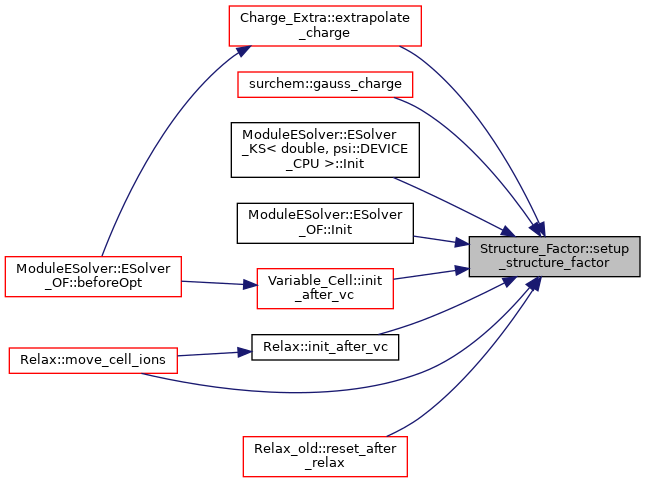 Charge_Extra::extrapolate
_charge
surchem::gauss_charge
ModuleESolver::ESolver
_KS< double, psi::DEVICE
_CPU >::Init
ModuleESolver::ESolver
_OF::Init
Structure_Factor::setup
_structure_factor
ModuleESolver::ESolver
_OF::beforeOpt
Variable_Cell::init
_after_vc
Relax::init_after_vc
Relax::move_cell_ions
Relax_old::reset_after
_relax